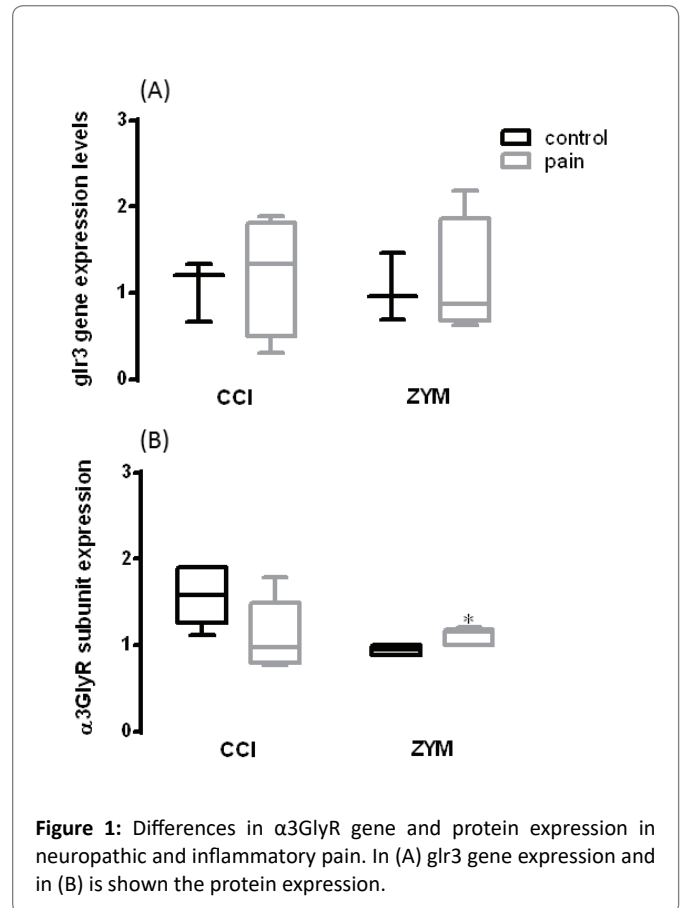 (A)
glr3 gene expression levels
3
2
1
0
control
pain
CCI
ZYM
(B)
α3GlyR subunit expression
3
2
1
0
*
CCI
ZYM
Figure 1: Differences in α3GlyR gene and protein expression in
neuropathic and inflammatory pain. In (A) glr3 gene expression and
in (B) is shown the protein expression.